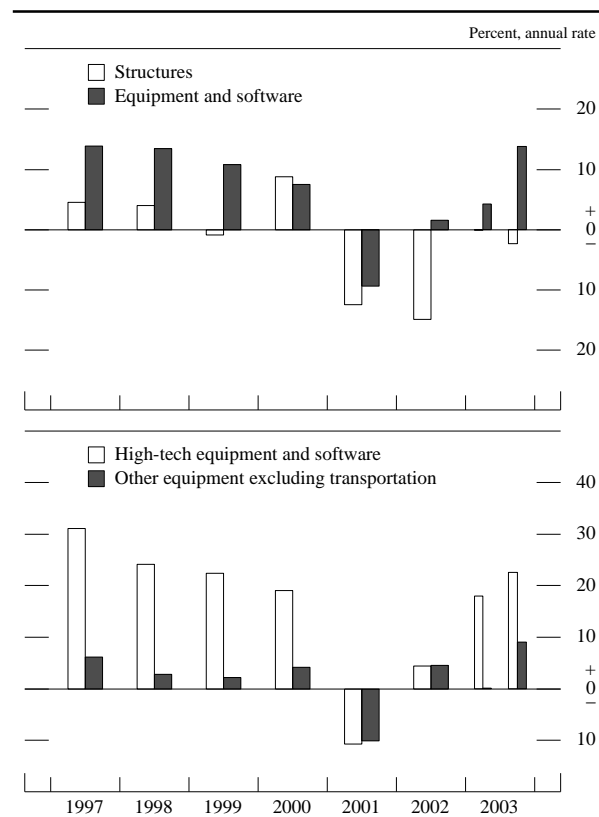 Percent, annual rate
Structures
Equipment and software
20
10
+
0
−
10
20
High-tech equipment and software
Other equipment excluding transportation
40
30
20
10
+
0
−
10
1997 1998 1999 2000 2001 2002 2003